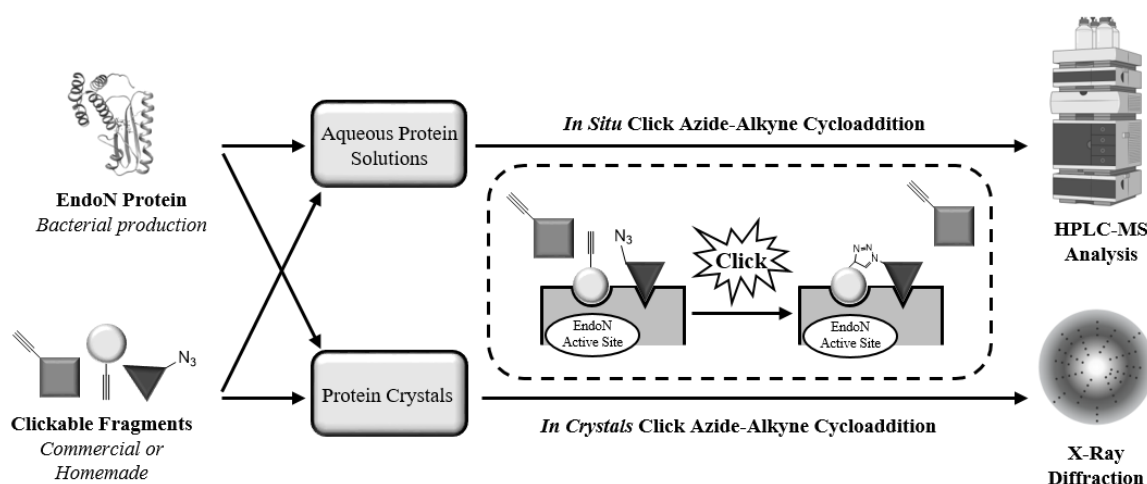 EndoN Protein
Bacterial production
N3
Clickable Fragments
Commercial or
Homemade
Aqueous Protein
Solutions
Protein Crystals
In Situ Click Azide-Alkyne Cycloaddition
N3
EndoN
Active Site
Click
N=N
N
EndoN
Active Site
In Crystals Click Azide-Alkyne Cycloaddition
HPLC-MS
Analysis
X-Ray
Diffraction